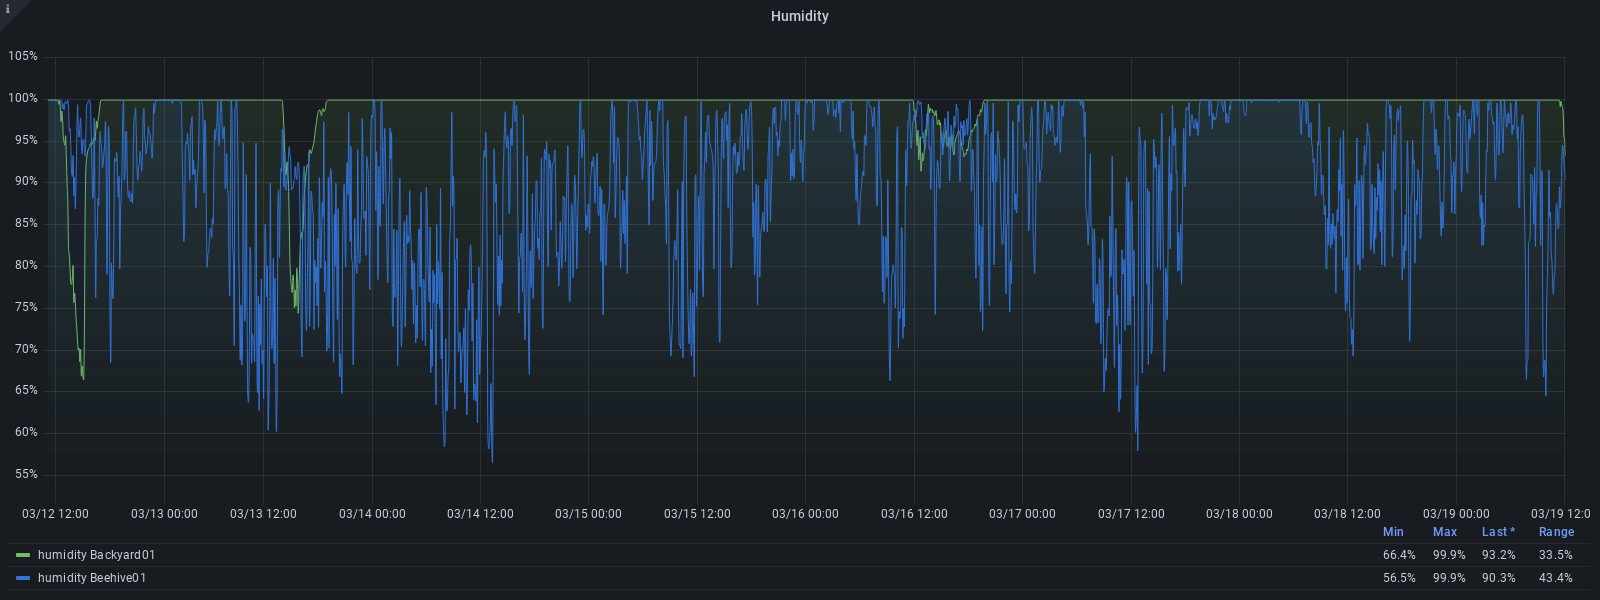 i
Humidity
105%
100%
95%
90%
85%
80%
75%
70%
65%
60%
55%
03/12 12:00 03/13 00:00 03/13 12:00 03/14 00:00 03/14 12:00 03/15 00:00 03/15 12:00 03/16 00:00 03/16 12:00 03/17 00:00 03/17 12:00 03/18 00:00 03/18 12:00 03/19 00:00 03/19 12:0
Min Max Last * Range
humidity Backyard01 66.4% 99.9% 93.2% 33.5%
humidity Beehive01 56.5% 99.9% 90.3% 43.4%